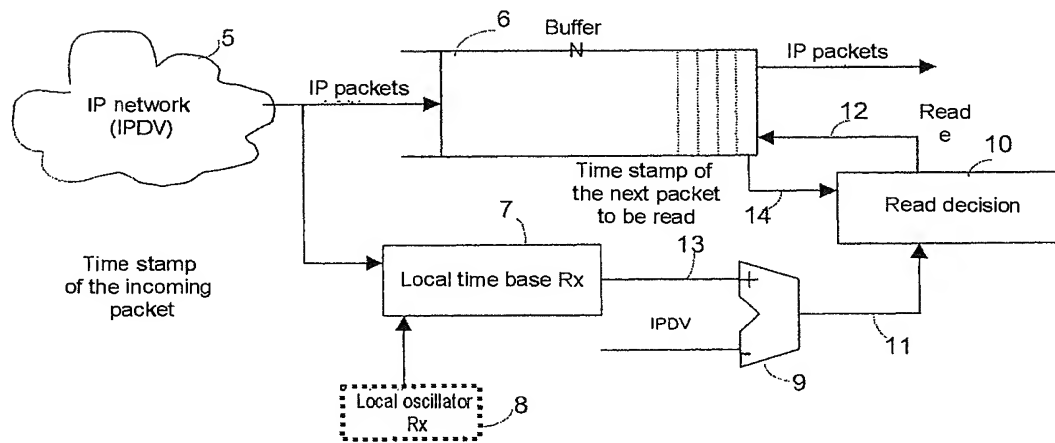 5
IP network
(IPDV)
IP packets
6
Buffer
N
IP packets
12
Read
e
10
Read decision
Time stamp of
the next packet
to be read
14
7
Local time base Rx
Time stamp
of the incoming
packet
13
+
IPDV
-
9
11
Local oscillator
Rx
8